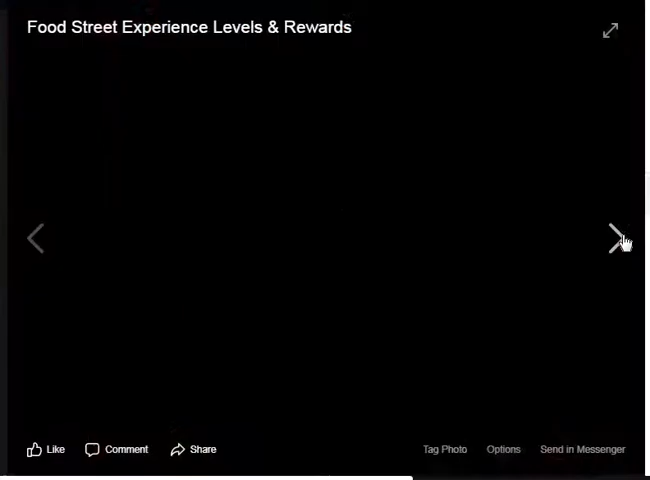 Food Street Experience Levels & Rewards
Like Comment Share Tag Photo Options Send in Messenger